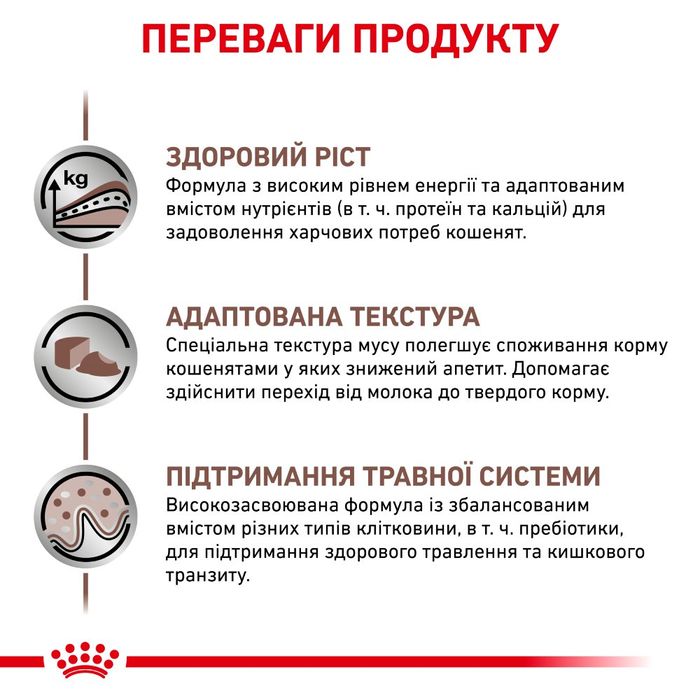 ПЕРЕВАГИ ПРОДУКТУ
kg
ЗДОРОВИЙ РІСТ
Формула з високим рівнем енергії та адаптованим
вмістом нутрієнтів (в т. ч. протеїн та кальцій) для
задоволення харчових потреб кошенят.
АДАПТОВАНА ТЕКСТУРА
Спеціальна текстура мусу полегшує споживання корму
кошенятами у яких знижений апетит. Допомагає
здійснити перехід від молока до твердого корму.
ПІДТРИМАННЯ ТРАВНОЇ СИСТЕМИ
Високозасвоювана формула із збалансованим
вмістом різних типів клітковини, в т. ч. пребіотики,
для підтримання здорового травлення та кишкового
транзиту.